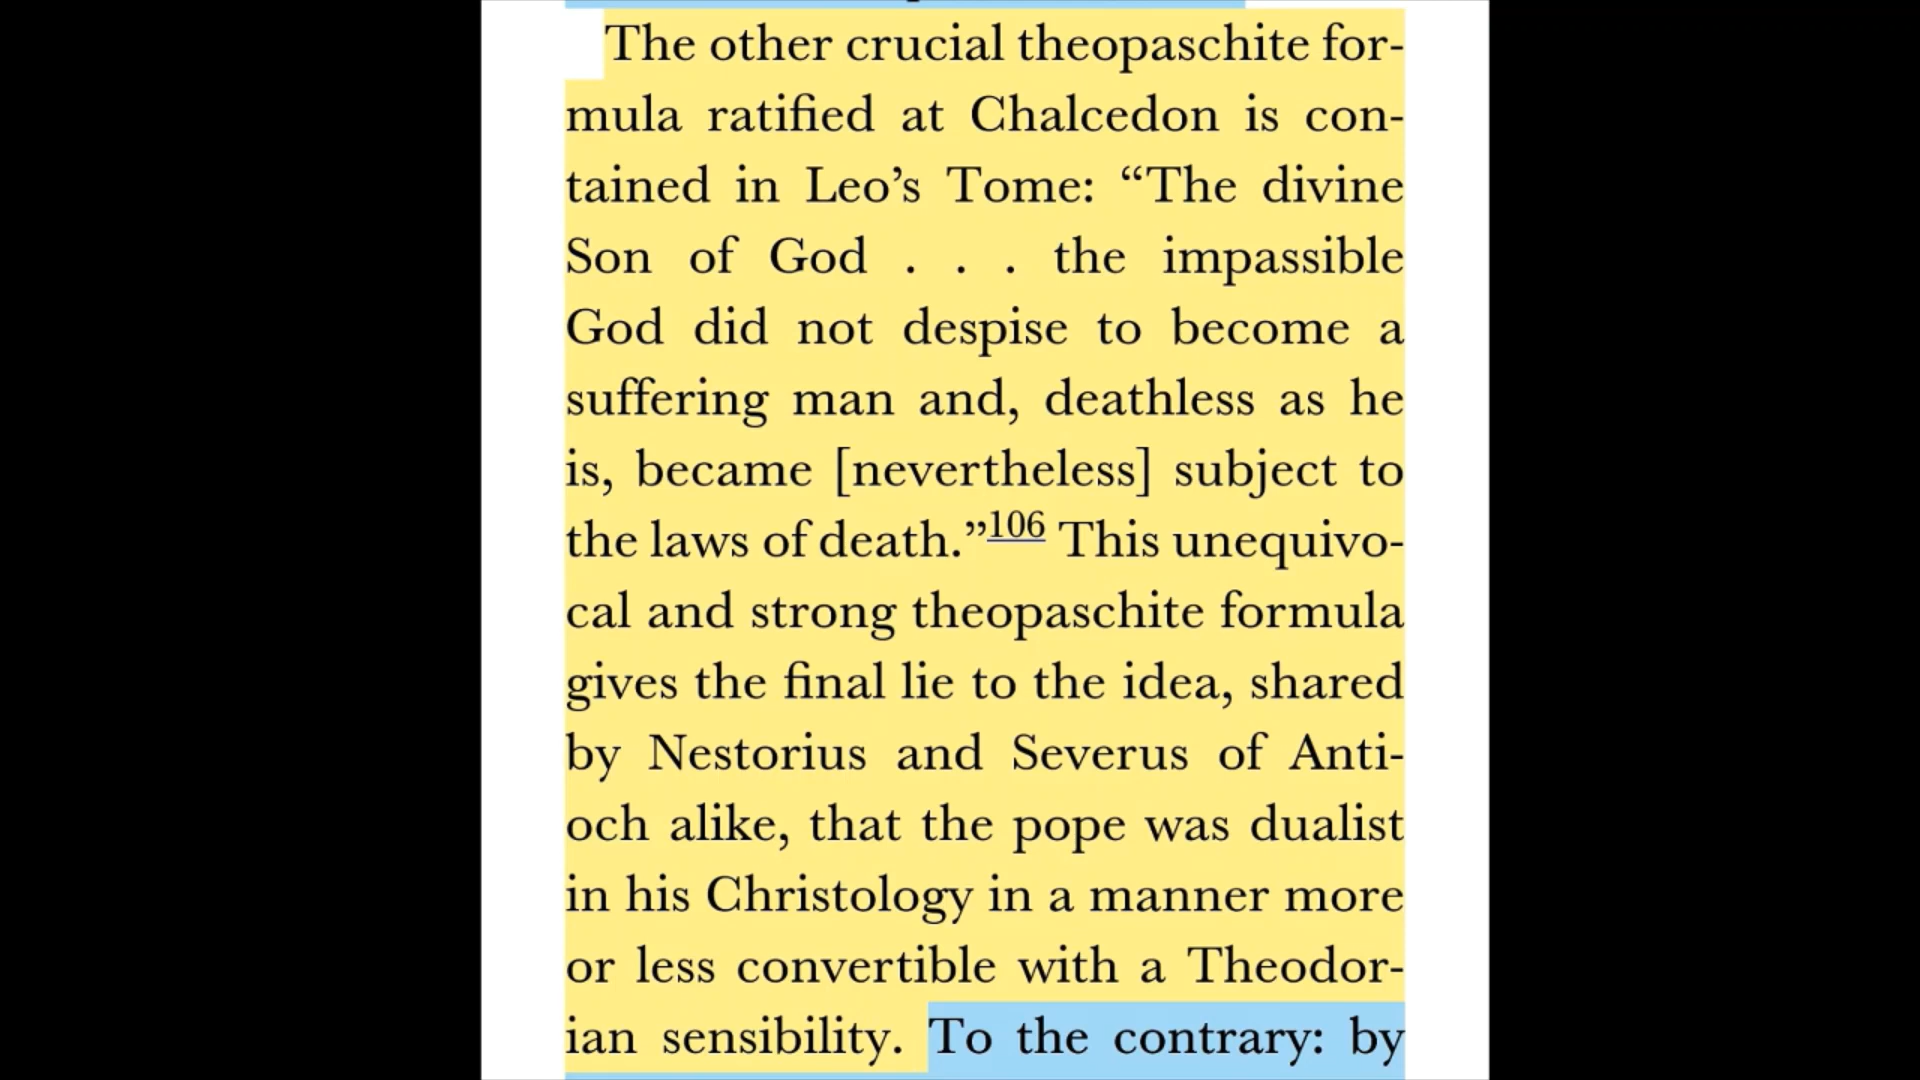 The other crucial theopaschite for-
mula ratified at Chalcedon is con-
tained in Leo’s Tome: “The divine
Son of God . . . the impassible
God did not despise to become a
suffering man and, deathless as he
is, became [nevertheless] subject to
the laws of death.”106 This unequivo-
cal and strong theopaschite formula
gives the final lie to the idea, shared
by Nestorius and Severus of Anti-
och alike, that the pope was dualist
in his Christology in a manner more
or less convertible with a Theodor-
ian sensibility. To the contrary: by